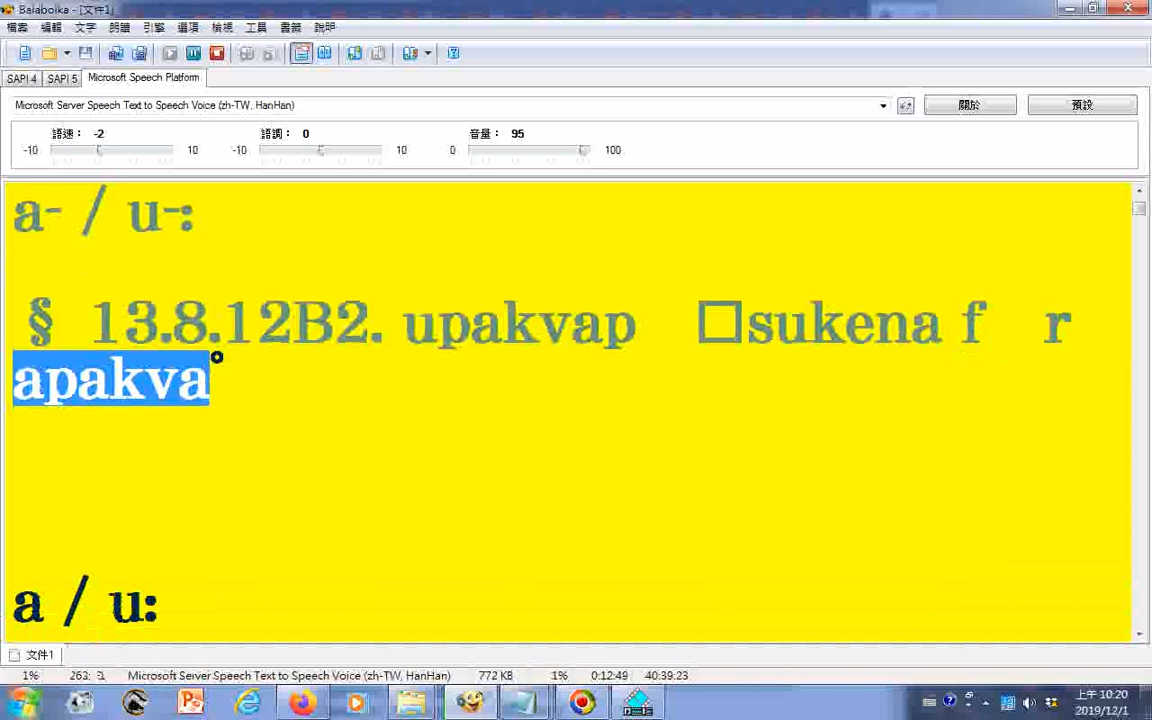 Balabolka - [文件1]
檔案 編輯 文字 朗讀 引擎 選項 檢視 工具 書籤 說明
SAPI 4 SAPI 5 Microsoft Speech Platform
Microsoft Server Speech Text to Speech Voice (zh-TW, HanHan) 關於 預設
語速： -2 語調： 0 音量： 95
-10 10 -10 10 0 100
a- / u-:
§ 13.8.12B2. upakvap □sukena f r
apakva°
a / u:
文件1
1% 262: 31 Microsoft Server Speech Text to Speech Voice (zh-TW, HanHan) 772 KB 1% 0:12:49 40:39:23
上午 10:20
2019/12/1